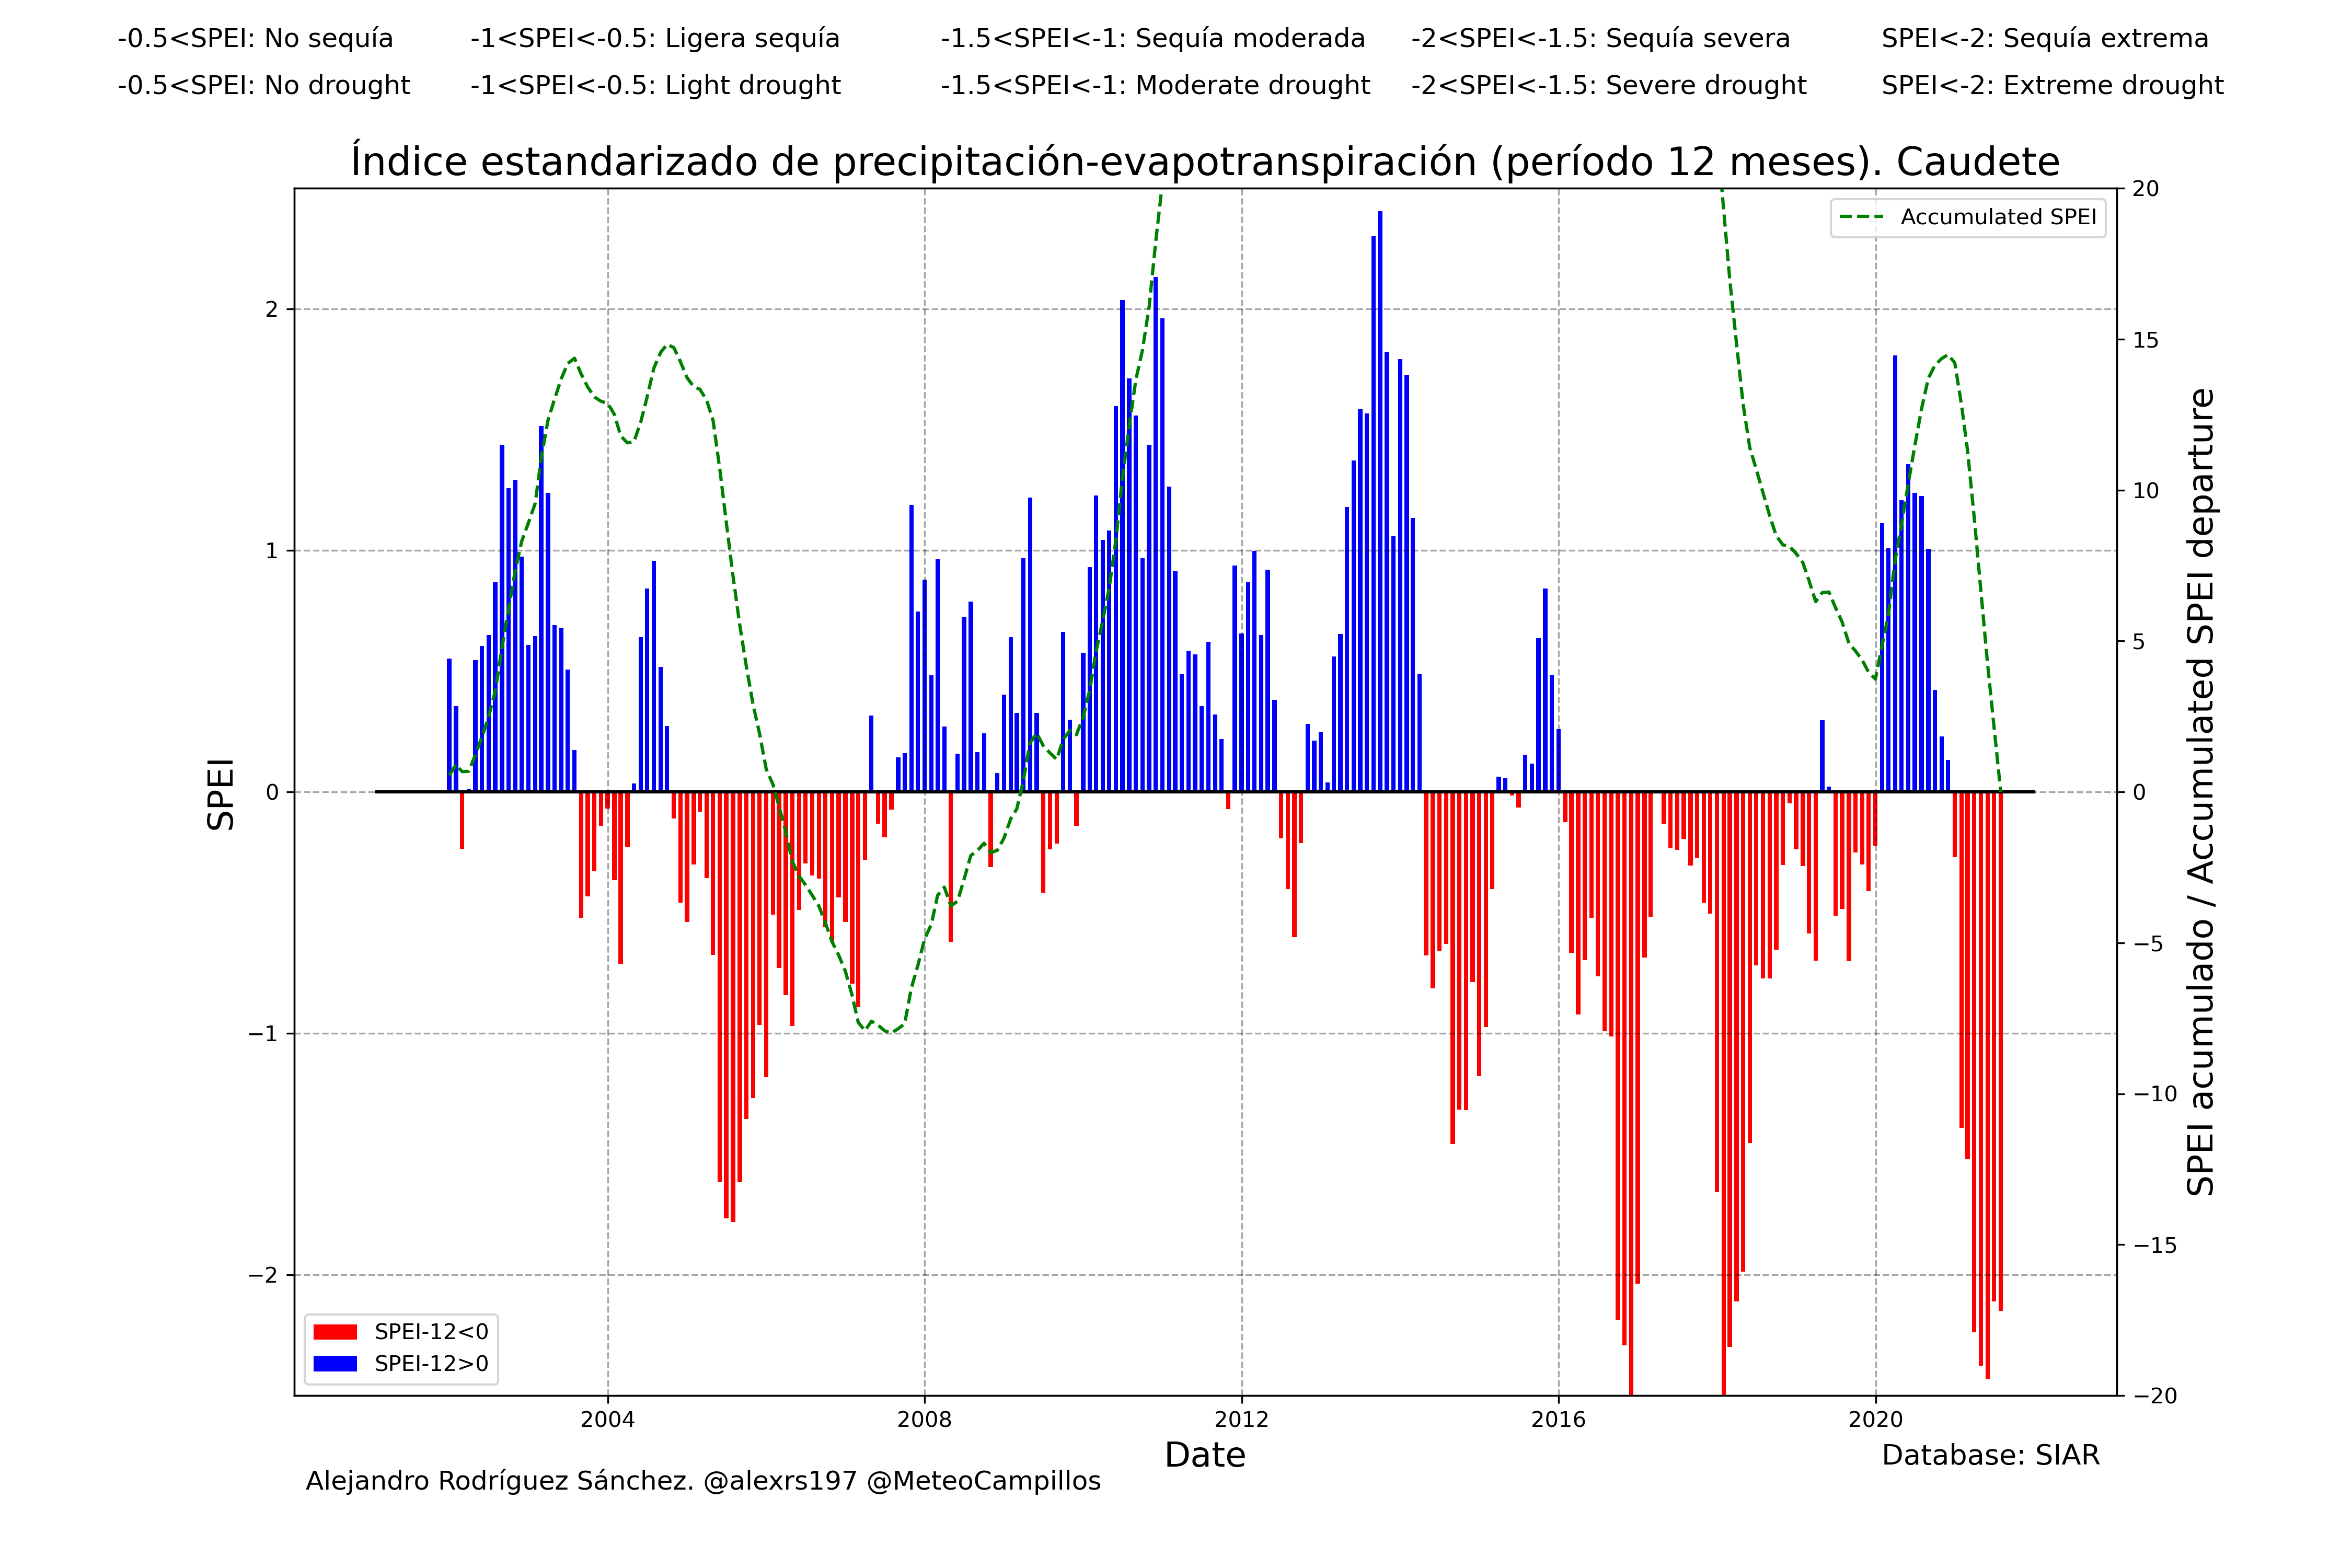 -0.5<SPEI: No sequía -1<SPEI<-0.5: Ligera sequía -1.5<SPEI<-1: Sequía moderada -2<SPEI<-1.5: Sequía severa SPEI<-2: Sequía extrema
-0.5<SPEI: No drought -1<SPEI<-0.5: Light drought -1.5<SPEI<-1: Moderate drought -2<SPEI<-1.5: Severe drought SPEI<-2: Extreme drought
Índice estandarizado de precipitación-evapotranspiración (período 12 meses). Caudete
Accumulated SPEI
SPEI
2
1
0
−1
−2
20
15
10
5
0
−5
−10
−15
−20
SPEI acumulado / Accumulated SPEI departure
SPEI-12<0
SPEI-12>0
2004 2008 2012 2016 2020
Date
Database: SIAR
Alejandro Rodríguez Sánchez. @alexrs197 @MeteoCampillos